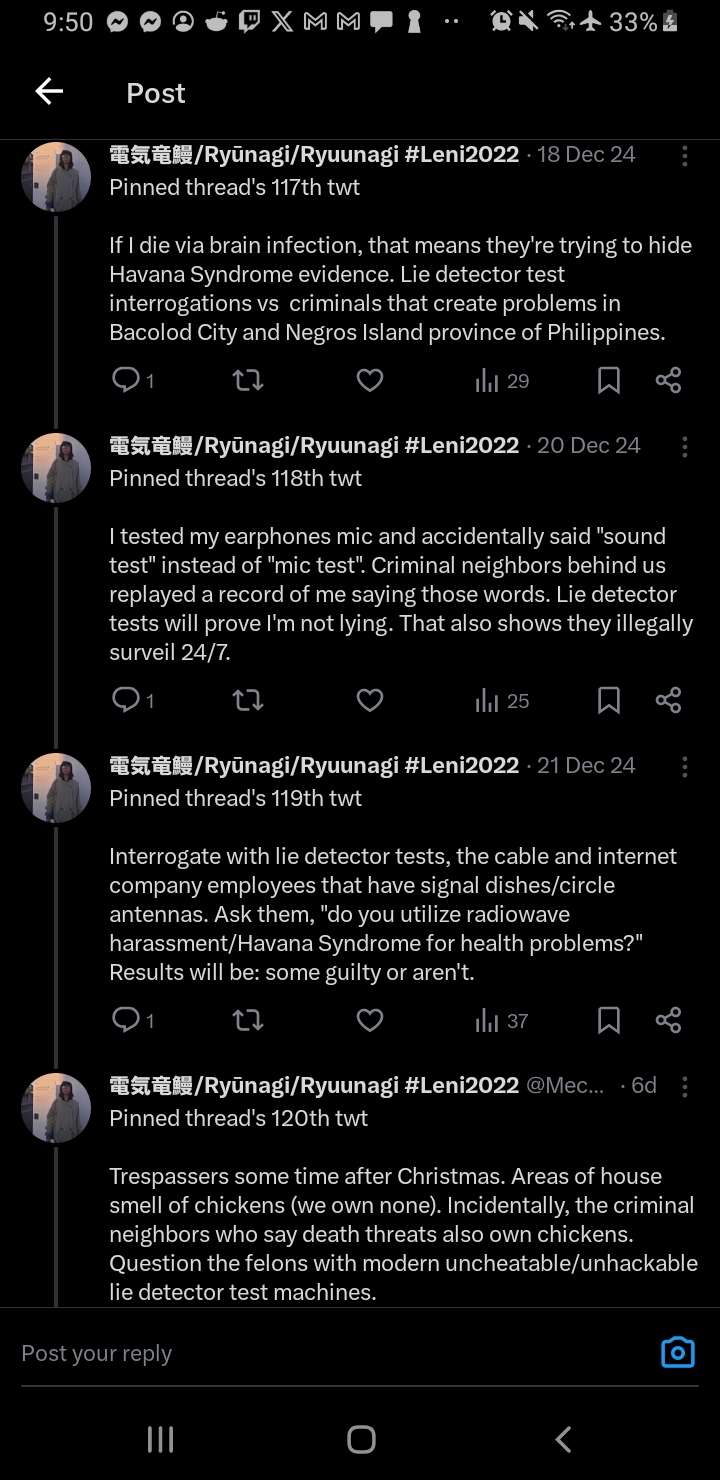 9:50
33%
Post
電気竜鰻/Ryūnagi/Ryuunagi #Leni2022 · 18 Dec 24
Pinned thread's 117th twt
If I die via brain infection, that means they're trying to hide
Havana Syndrome evidence. Lie detector test
interrogations vs  criminals that create problems in
Bacolod City and Negros Island province of Philippines.
1 29
電気竜鰻/Ryūnagi/Ryuunagi #Leni2022 · 20 Dec 24
Pinned thread's 118th twt
I tested my earphones mic and accidentally said "sound
test" instead of "mic test". Criminal neighbors behind us
replayed a record of me saying those words. Lie detector
tests will prove I'm not lying. That also shows they illegally
surveil 24/7.
1 25
電気竜鰻/Ryūnagi/Ryuunagi #Leni2022 · 21 Dec 24
Pinned thread's 119th twt
Interrogate with lie detector tests, the cable and internet
company employees that have signal dishes/circle
antennas. Ask them, "do you utilize radiowave
harassment/Havana Syndrome for health problems?"
Results will be: some guilty or aren't.
1 37
電気竜鰻/Ryūnagi/Ryuunagi #Leni2022 @Mec... · 6d
Pinned thread's 120th twt
Trespassers some time after Christmas. Areas of house
smell of chickens (we own none). Incidentally, the criminal
neighbors who say death threats also own chickens.
Question the felons with modern uncheatable/unhackable
lie detector test machines.
Post your reply